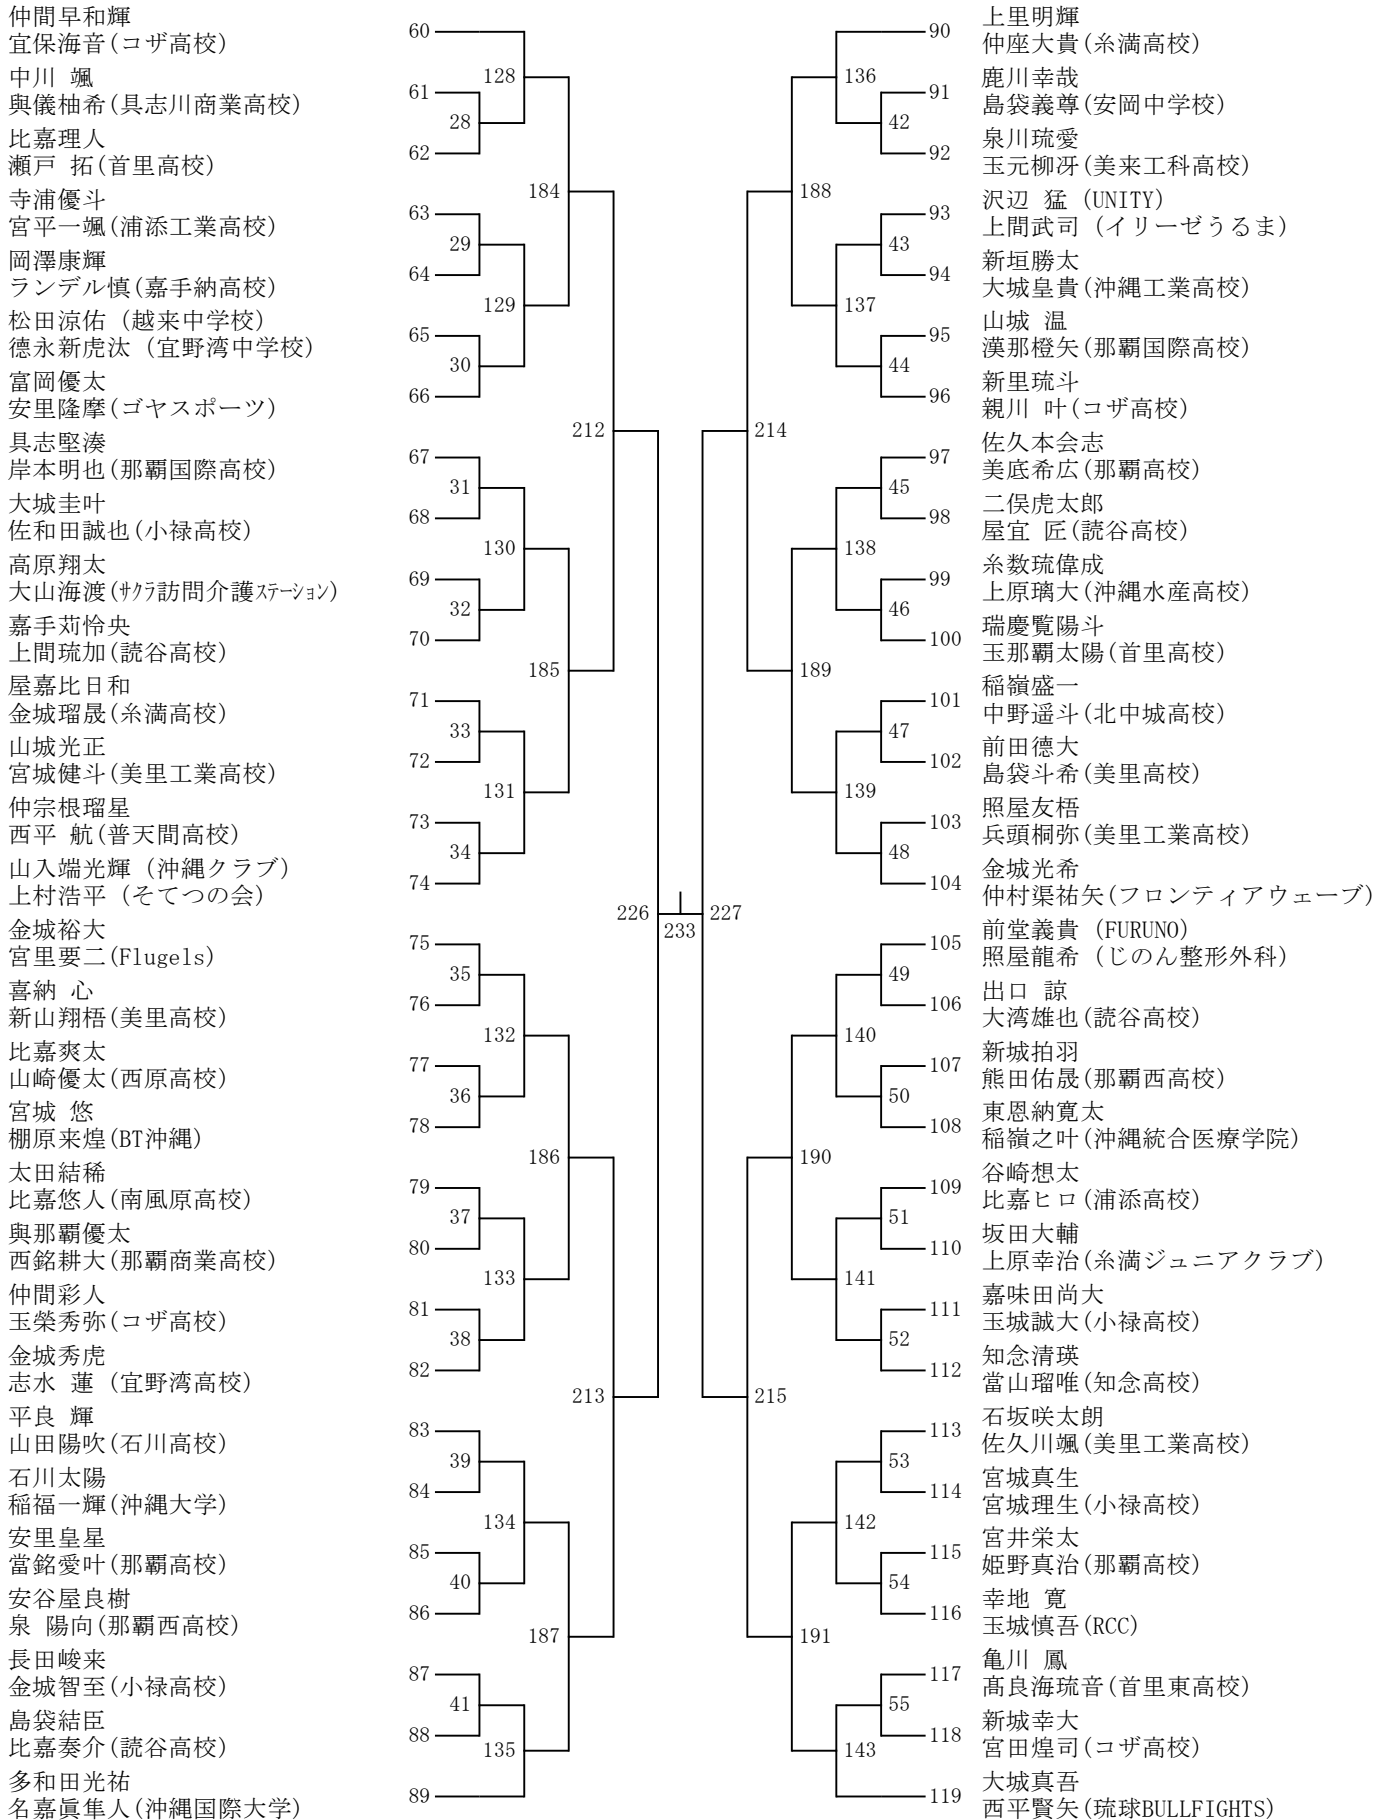 仲間早和輝
宜保海音(コザ高校)
60
中川 颯
與儀柚希(具志川商業高校)
61
比嘉理人
瀬戸 拓(首里高校)
62
寺浦優斗
宮平一颯(浦添工業高校)
63
岡澤康輝
ランデル慎(嘉手納高校)
64
松田涼佑 (越来中学校)
德永新虎汰 (宜野湾中学校)
65
富岡優太
安里隆摩(ゴヤスポーツ)
66
具志堅湊
岸本明也(那覇国際高校)
67
大城圭叶
佐和田誠也(小禄高校)
68
高原翔太
大山海渡(ｻｸﾗ訪問介護ｽﾃｰｼｮﾝ)
69
嘉手苅怜央
上間琉加(読谷高校)
70
屋嘉比日和
金城瑠晟(糸満高校)
71
山城光正
宮城健斗(美里工業高校)
72
仲宗根瑠星
西平 航(普天間高校)
73
山入端光輝 (沖縄クラブ)
上村浩平 (そてつの会)
74
金城裕大
宮里要二(Flugels)
75
喜納 心
新山翔梧(美里高校)
76
比嘉爽太
山崎優太(西原高校)
77
宮城 悠
棚原来煌(BT沖縄)
78
太田結稀
比嘉悠人(南風原高校)
79
與那覇優太
西銘耕大(那覇商業高校)
80
仲間彩人
玉榮秀弥(コザ高校)
81
金城秀虎
志水 蓮 (宜野湾高校)
82
平良 輝
山田陽吹(石川高校)
83
石川太陽
稲福一輝(沖縄大学)
84
安里皇星
當銘愛叶(那覇高校)
85
安谷屋良樹
泉 陽向(那覇西高校)
86
長田峻来
金城智至(小禄高校)
87
島袋結臣
比嘉奏介(読谷高校)
88
多和田光祐
名嘉眞隼人(沖縄国際大学)
89
28
29
30
31
32
33
34
35
36
37
38
39
40
41
128
129
130
131
132
133
134
135
184
185
186
187
212
213
226
233
227
214
215
188
189
190
191
136
137
138
139
140
141
142
143
42
43
44
45
46
47
48
49
50
51
52
53
54
55
90
上里明輝
仲座大貴(糸満高校)
91
鹿川幸哉
島袋義尊(安岡中学校)
92
泉川琉愛
玉元柳冴(美来工科高校)
93
沢辺 猛 (UNITY)
上間武司 (イリーゼうるま)
94
新垣勝太
大城皇貴(沖縄工業高校)
95
山城 温
漢那橙矢(那覇国際高校)
96
新里琉斗
親川 叶(コザ高校)
97
佐久本会志
美底希広(那覇高校)
98
二俣虎太郎
屋宜 匠(読谷高校)
99
糸数琉偉成
上原璃大(沖縄水産高校)
100
瑞慶覧陽斗
玉那覇太陽(首里高校)
101
稲嶺盛一
中野遥斗(北中城高校)
102
前田徳大
島袋斗希(美里高校)
103
照屋友梧
兵頭桐弥(美里工業高校)
104
金城光希
仲村渠祐矢(フロンティアウェーブ)
105
前堂義貴 (FURUNO)
照屋龍希 (じのん整形外科)
106
出口 諒
大湾雄也(読谷高校)
107
新城拍羽
熊田佑晟(那覇西高校)
108
東恩納寛太
稲嶺之叶(沖縄統合医療学院)
109
谷崎想太
比嘉ヒロ(浦添高校)
110
坂田大輔
上原幸治(糸満ジュニアクラブ)
111
嘉味田尚大
玉城誠大(小禄高校)
112
知念清瑛
當山瑠唯(知念高校)
113
石坂咲太朗
佐久川颯(美里工業高校)
114
宮城真生
宮城理生(小禄高校)
115
宮井栄太
姫野真治(那覇高校)
116
幸地 寛
玉城慎吾(RCC)
117
亀川 鳳
髙良海琉音(首里東高校)
118
新城幸大
宮田煌司(コザ高校)
119
大城真吾
西平賢矢(琉球BULLFIGHTS)